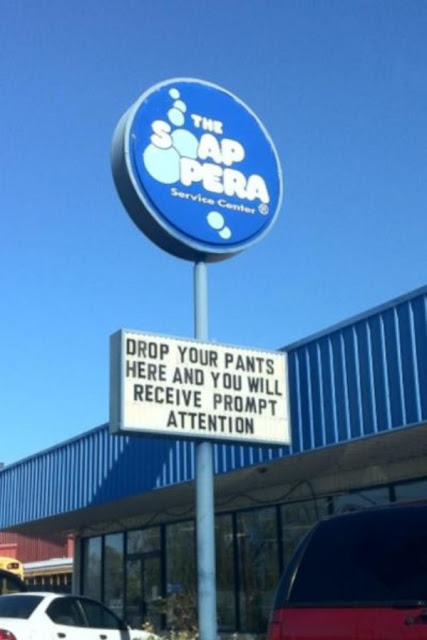 THE
SOAP
OPERA
Service Center ®
DROP YOUR PANTS
HERE AND YOU WILL
RECEIVE PROMPT
ATTENTION